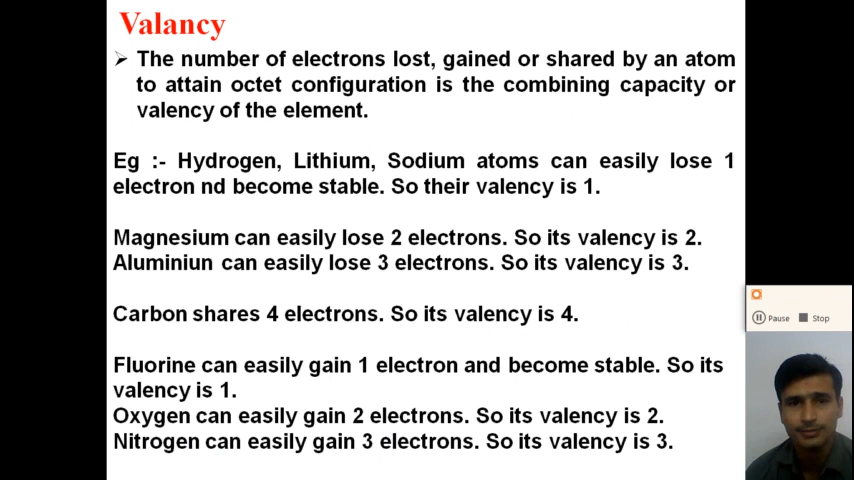 Valancy
➢ The number of electrons lost, gained or shared by an atom
to attain octet configuration is the combining capacity or
valency of the element.
Eg :- Hydrogen, Lithium, Sodium atoms can easily lose 1
electron nd become stable. So their valency is 1.
Magnesium can easily lose 2 electrons. So its valency is 2.
Aluminiun can easily lose 3 electrons. So its valency is 3.
Carbon shares 4 electrons. So its valency is 4.
Fluorine can easily gain 1 electron and become stable. So its
valency is 1.
Oxygen can easily gain 2 electrons. So its valency is 2.
Nitrogen can easily gain 3 electrons. So its valency is 3.
Pause Stop